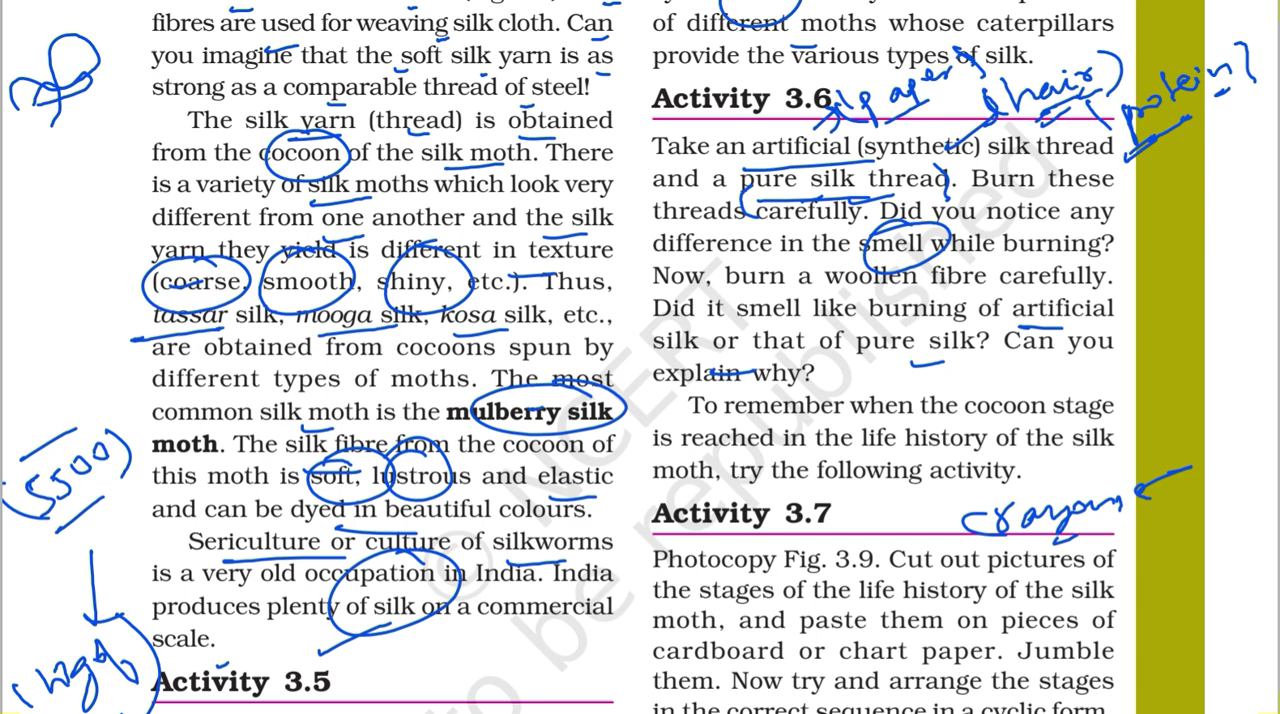 fibres are used for weaving silk cloth. Can
you imagine that the soft silk yarn is as
strong as a comparable thread of steel!
The silk yarn (thred) is obtained
from the cocoon of the silk moth. There
is a variety of silk moths which look very
different from one another and the silk
yarn they yield is different in texture
(coarse, smooth, shiny, etc.). Thus,
tassar silk, mooga silk, kosa silk, etc.,
are obtained from cocoons spun by
different types of moths. The most
common silk moth is the mulberry silk
moth. The silk fibre from the cocoon of
this moth is soft, lustrous and elastic
and can be dyed in beautiful colours.
Sericulture or culture of silkworms
is a very old occupation in India. India
produces plenty of silk on a commercial
scale.
Activity 3.5
(5500)
of different moths whose caterpillars
provide the various types of silk.
Activity 3.6
(paper)
(hair)
(protein?
Take an artificial (synthetic) silk thread
and a pure silk thread. Burn these
threads carefully. Did you notice any
difference in the smell while burning?
Now, burn a woollen fibre carefully.
Did it smell like burning of artificial
silk or that of pure silk? Can you
explain why?
To remember when the cocoon stage
is reached in the life history of the silk
moth, try the following activity.
Activity 3.7
Photocopy Fig. 3.9. Cut out pictures of
the stages of the life history of the silk
moth, and paste them on pieces of
cardboard or chart paper. Jumble
them. Now try and arrange the stages
in the correct sequence in a cyclic form.
© NCERT
to be republished